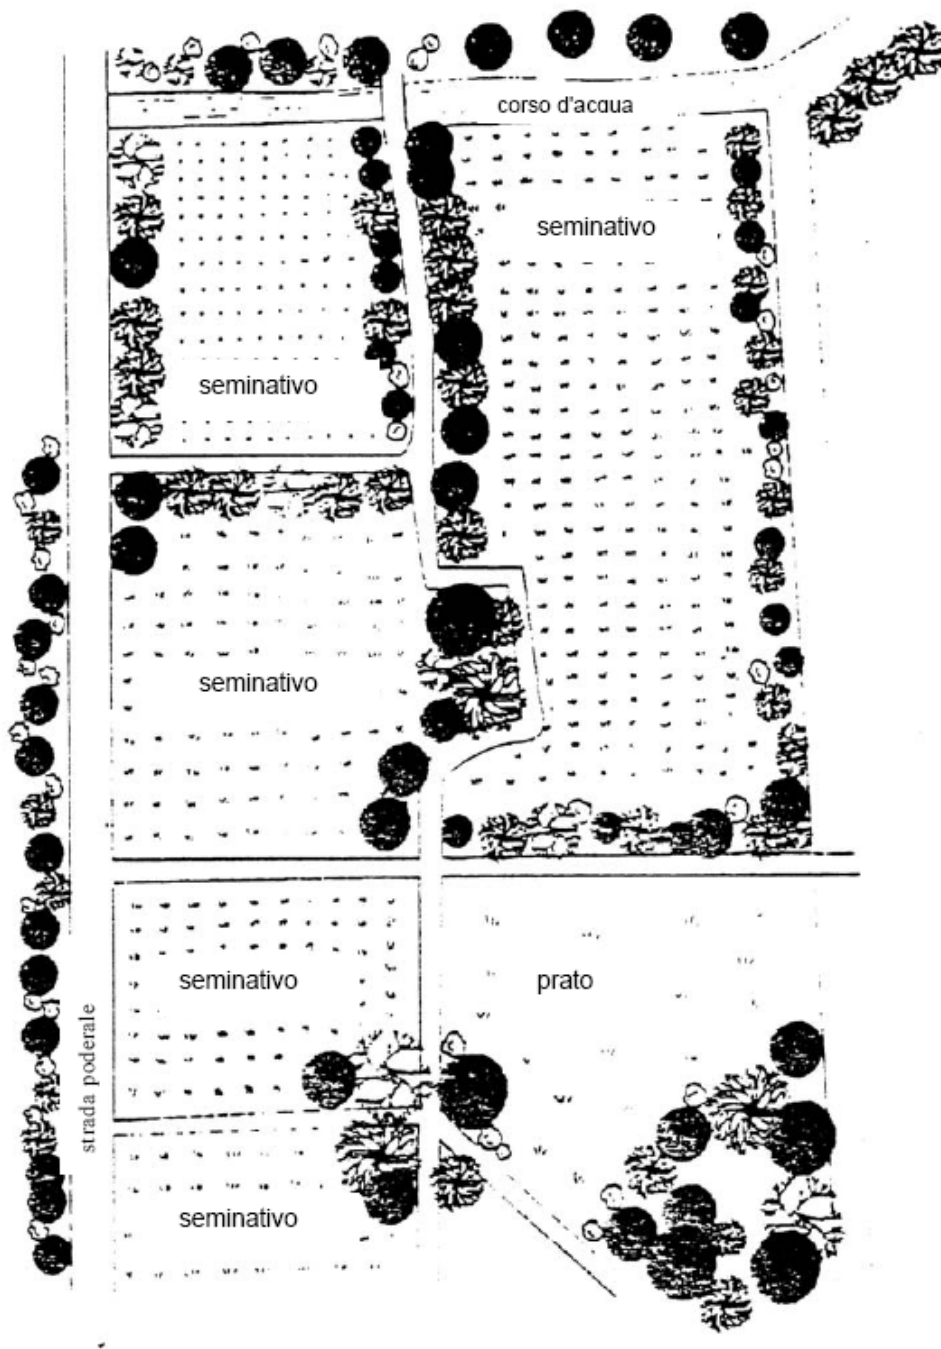 corso d'acqua
seminativo
seminativo
seminativo
seminativo
prato
strada poderale
seminativo